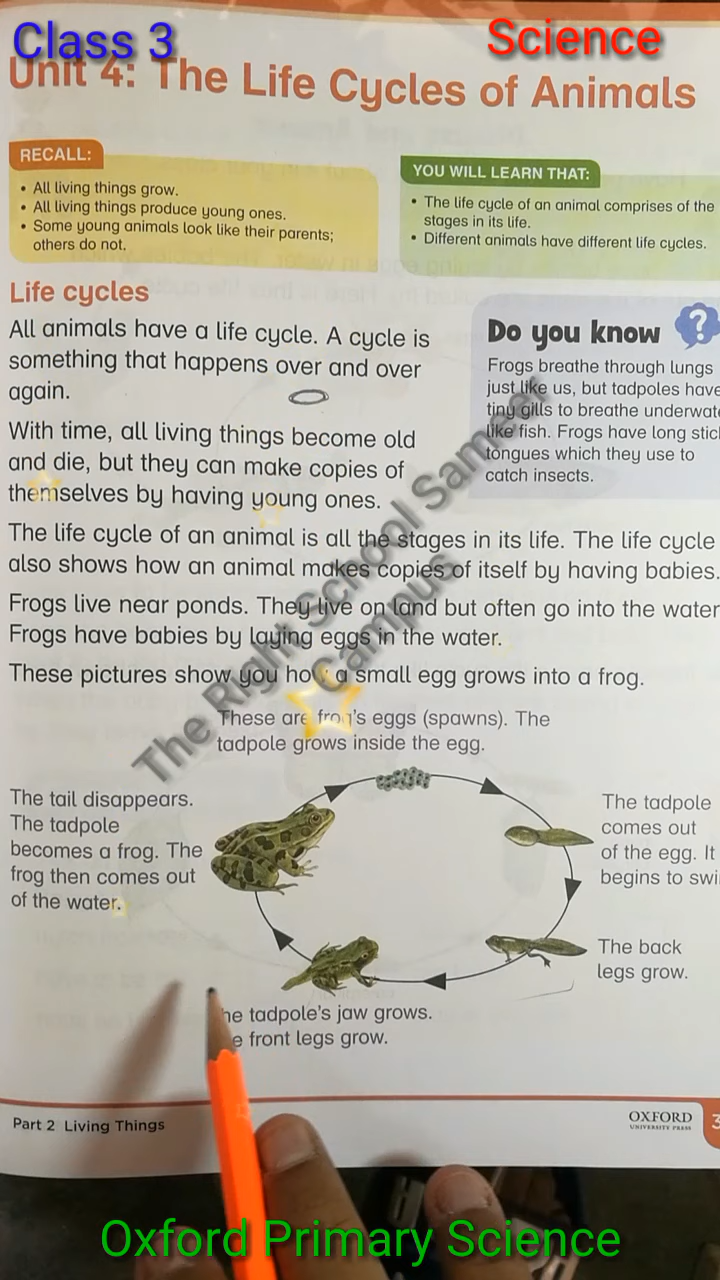 Class 3
Science
Unit 4: The Life Cycles of Animals
RECALL:
• All living things grow.
• All living things produce young ones.
• Some young animals look like their parents;
others do not.
YOU WILL LEARN THAT:
• The life cycle of an animal comprises of the
stages in its life.
• Different animals have different life cycles.
Life cycles
All animals have a life cycle. A cycle is
something that happens over and over
again.
With time, all living things become old
and die, but they can make copies of
themselves by having young ones.
Do you know ?
Frogs breathe through lungs
just like us, but tadpoles have
tiny gills to breathe underwat
like fish. Frogs have long stic
tongues which they use to
catch insects.
The life cycle of an animal is all the stages in its life. The life cycle
also shows how an animal makes copies of itself by having babies.
Frogs live near ponds. They live on land but often go into the water
Frogs have babies by laying eggs in the water.
These pictures show you how a small egg grows into a frog.
The Right School Sameer
Campus
These are frog's eggs (spawns). The
tadpole grows inside the egg.
The tadpole
comes out
of the egg. It
begins to swi
The back
legs grow.
he tadpole's jaw grows.
e front legs grow.
The tail disappears.
The tadpole
becomes a frog. The
frog then comes out
of the water.
Part 2 Living Things
OXFORD
UNIVERSITY PRESS
3
Oxford Primary Science